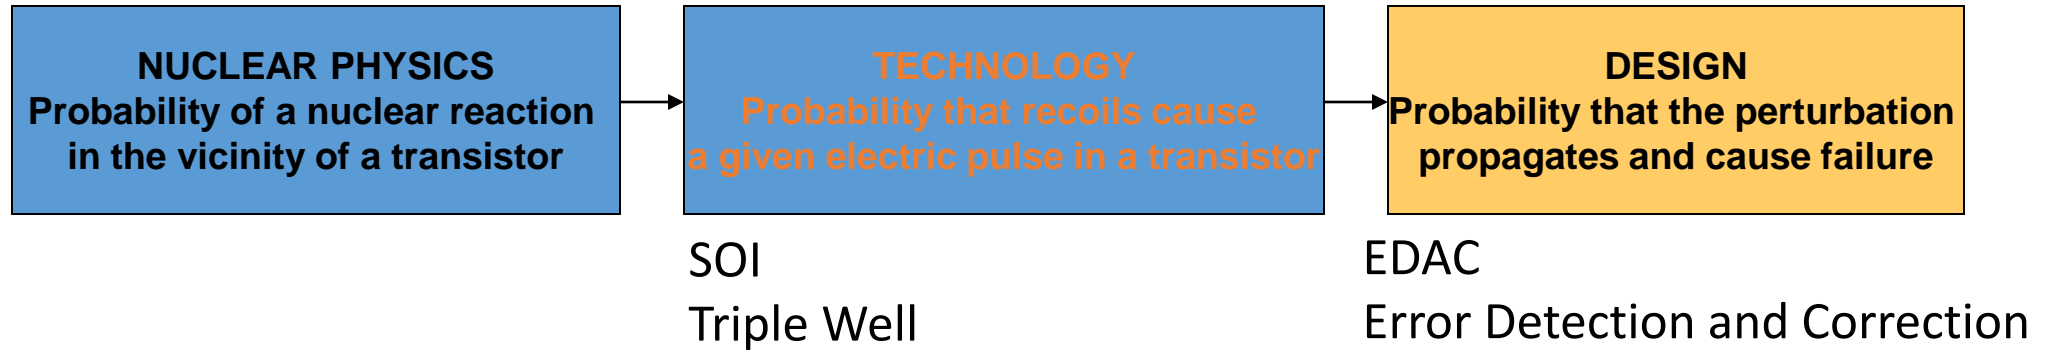 NUCLEAR PHYSICS
Probability of a nuclear reaction
in the vicinity of a transistor
TECHNOLOGY
Probability that recoils cause
a given electric pulse in a transistor
DESIGN
Probability that the perturbation
propagates and cause failure
SOI
Triple Well
EDAC
Error Detection and Correction